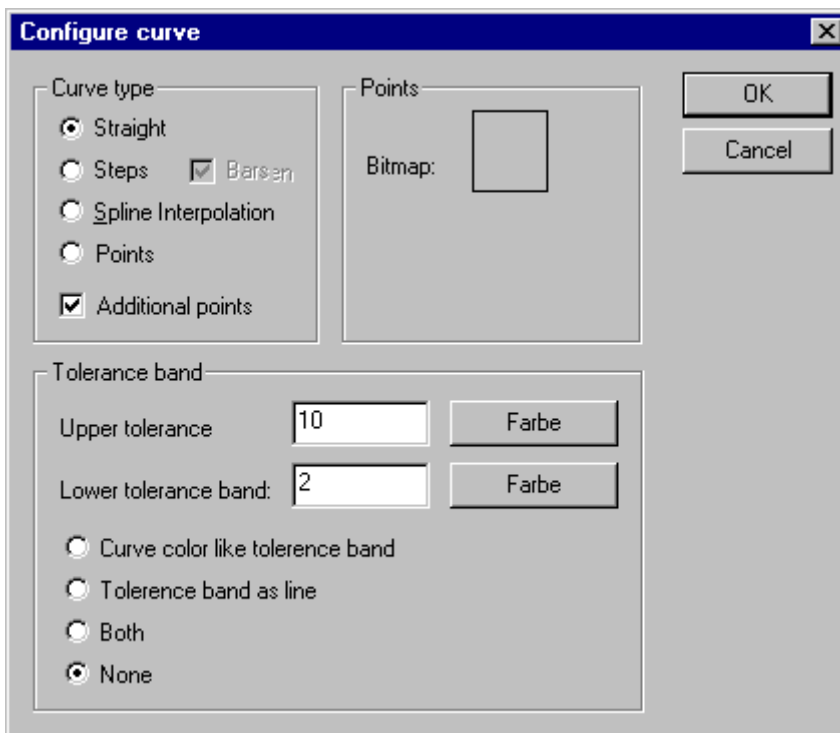 Configure curve
Curve type
Straight
Steps
Barsen
Spline Interpolation
Points
Additional points
Points
Bitmap:
OK
Cancel
Tolerance band
Upper tolerance 10 Farbe
Lower tolerance band: 2 Farbe
Curve color like tolerence band
Tolerence band as line
Both
None